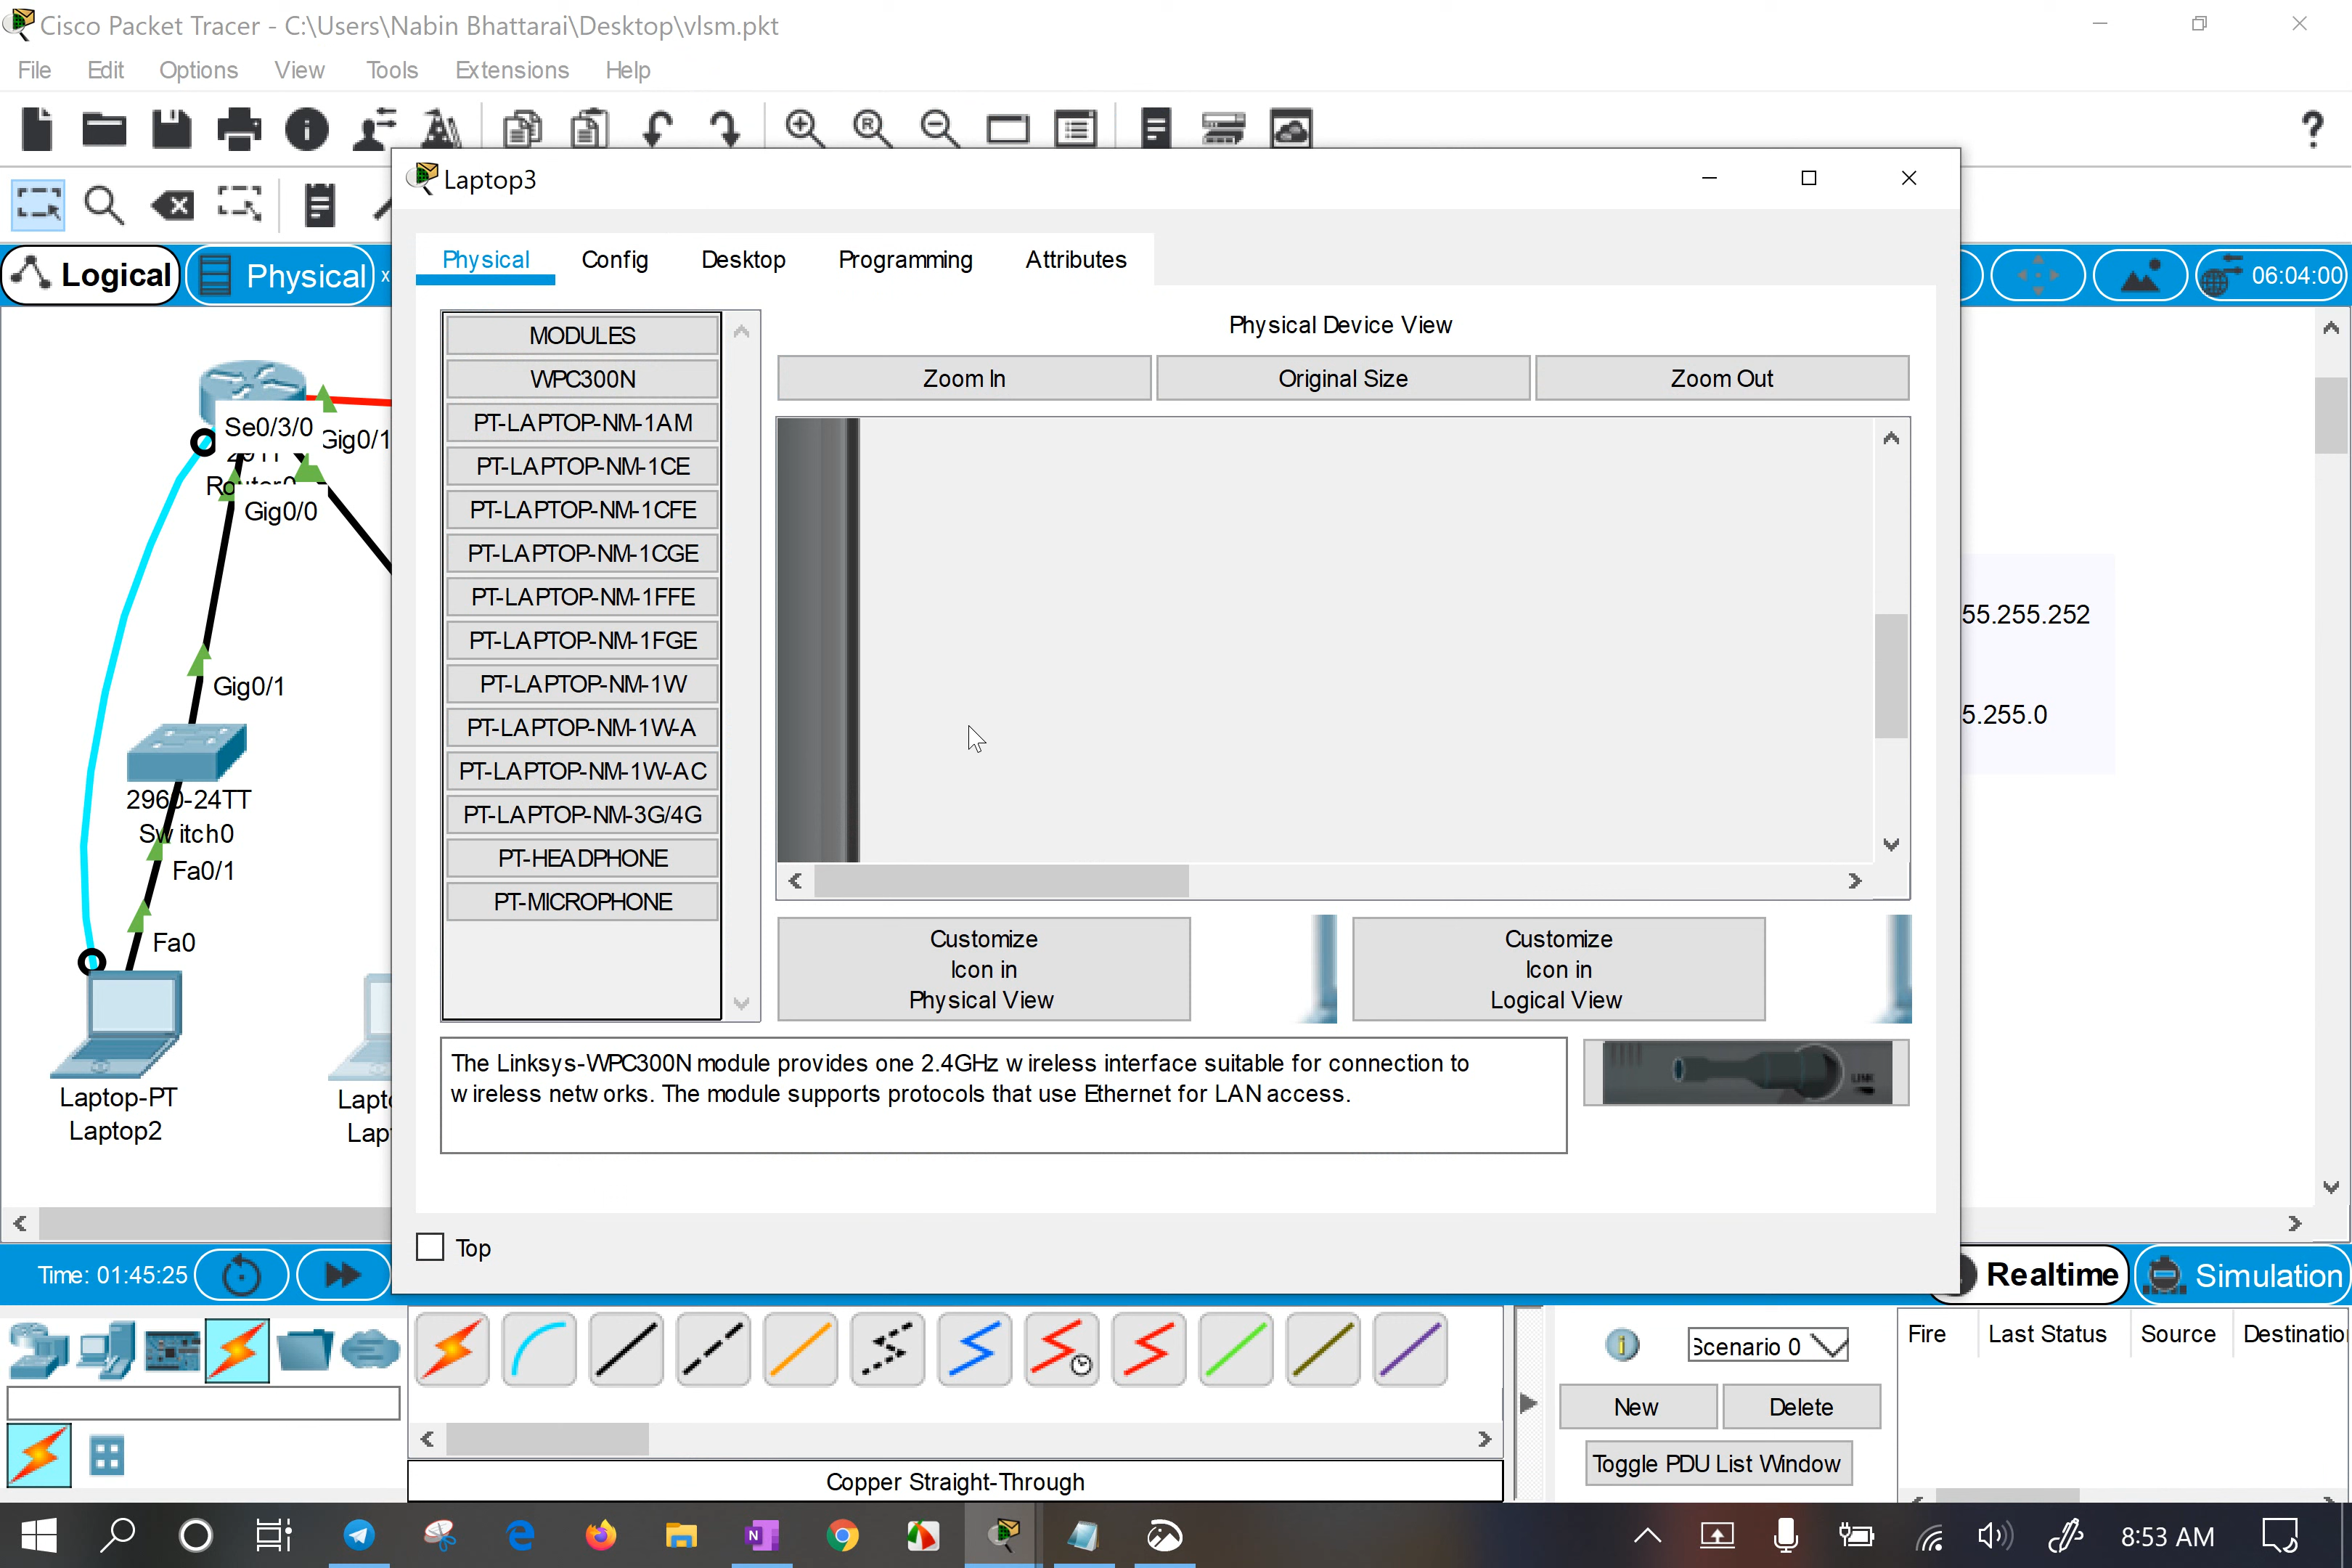 Cisco Packet Tracer - C:\Users\Nabin Bhattarai\Desktop\vlsm.pkt
File Edit Options View Tools Extensions Help
Laptop3
Physical Config Desktop Programming Attributes
Logical Physical x
06:04:00
MODULES
WPC300N
PT-LAPTOP-NM-1AM
PT-LAPTOP-NM-1CE
PT-LAPTOP-NM-1CFE
PT-LAPTOP-NM-1CGE
PT-LAPTOP-NM-1FFE
PT-LAPTOP-NM-1FGE
PT-LAPTOP-NM-1W
PT-LAPTOP-NM-1W-A
PT-LAPTOP-NM-1W-AC
PT-LAPTOP-NM-3G/4G
PT-HEADPHONE
PT-MICROPHONE
Physical Device View
Zoom In Original Size Zoom Out
Customize
Icon in
Physical View
Customize
Icon in
Logical View
The Linksys-WPC300N module provides one 2.4GHz wireless interface suitable for connection to
wireless networks. The module supports protocols that use Ethernet for LAN access.
LINK
Top
Se0/3/0
Gig0/1
Gig0/0
Gig0/1
2960-24TT
Switch0
Fa0/1
Fa0
Laptop-PT
Laptop2
Lapt
Lap
55.255.252
5.255.0
Time: 01:45:25
Realtime Simulation
Scenario 0
Fire Last Status Source Destinatio
New Delete
Toggle PDU List Window
Copper Straight-Through
8:53 AM